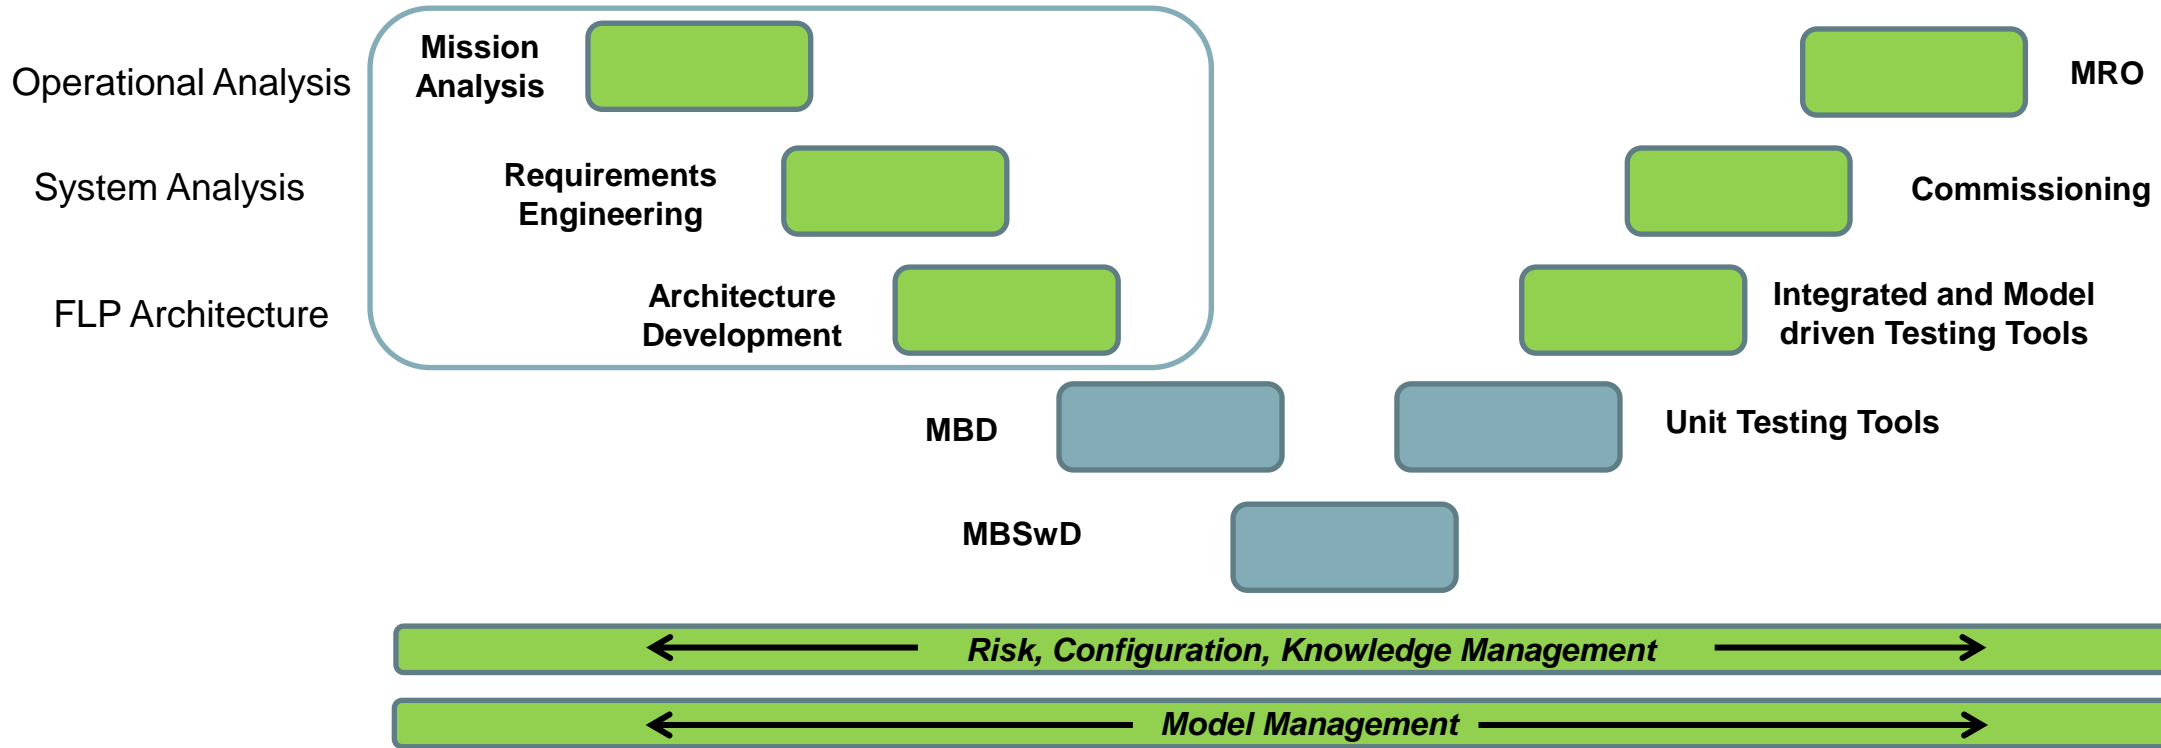 Operational Analysis
Mission
Analysis
MRO
System Analysis
Requirements
Engineering
Commissioning
FLP Architecture
Architecture
Development
Integrated and Model
driven Testing Tools
MBD
Unit Testing Tools
MBSwD
Risk, Configuration, Knowledge Management
Model Management